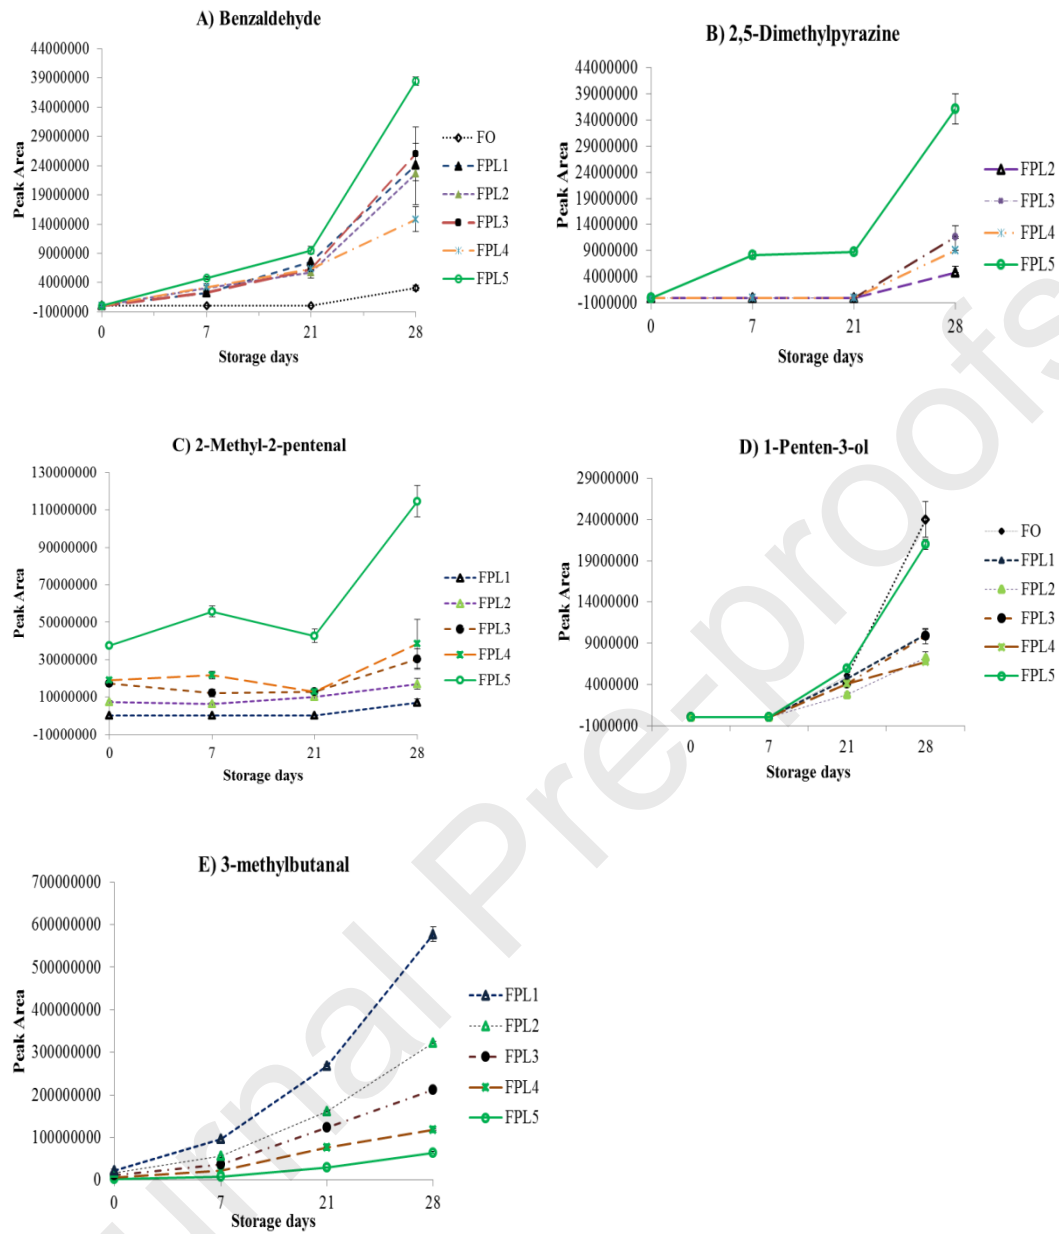 A) Benzaldehyde
44000000
39000000
34000000
29000000
24000000
19000000
14000000
9000000
4000000
-1000000
Peak Area
0 7 21 28
Storage days
FO
FPL1
FPL2
FPL3
FPL4
FPL5
B) 2,5-Dimethylpyrazine
44000000
39000000
34000000
29000000
24000000
19000000
14000000
9000000
4000000
-1000000
Peak Area
0 7 21 28
Storage days
FPL2
FPL3
FPL4
FPL5
C) 2-Methyl-2-pentenal
130000000
110000000
90000000
70000000
50000000
30000000
10000000
-10000000
Peak Area
0 7 21 28
Storage days
FPL1
FPL2
FPL3
FPL4
FPL5
D) 1-Penten-3-ol
29000000
24000000
19000000
14000000
9000000
4000000
-1000000
Peak Area
0 7 21 28
Storage days
FO
FPL1
FPL2
FPL3
FPL4
FPL5
E) 3-methylbutanal
700000000
600000000
500000000
400000000
300000000
200000000
100000000
0
Peak Area
0 7 21 28
Storage days
FPL1
FPL2
FPL3
FPL4
FPL5
urnal Pre-proofs